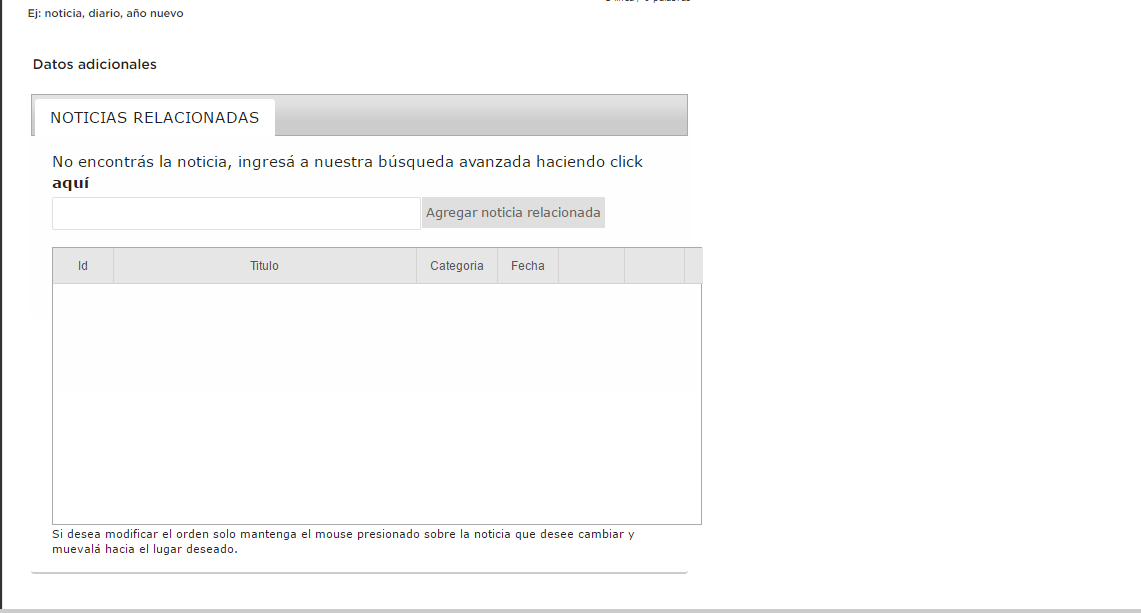 Ej: noticia, diario, año nuevo
Datos adicionales
NOTICIAS RELACIONADAS
No encontrás la noticia, ingresá a nuestra búsqueda avanzada haciendo click
aquí
Agregar noticia relacionada
Id Titulo Categoria Fecha
Si desea modificar el orden solo mantenga el mouse presionado sobre la noticia que desee cambiar y
muevalá hacia el lugar deseado.